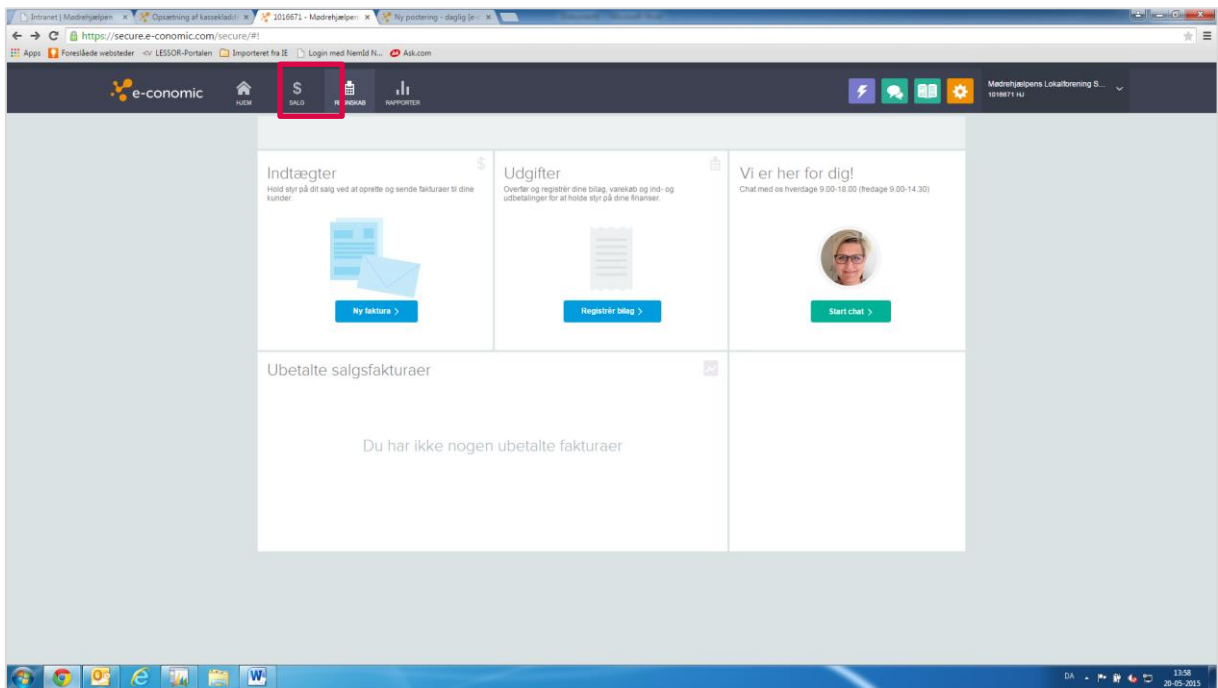 Intranet | Mødrehjælpen
Opsætning af kassekladd
1016671 - Mødrehjælpen
Ny postering - daglig [e-c
https://secure.e-conomic.com/secure/#!
Apps
Foreslåede websteder
LESSOR-Portalen
Importeret fra IE
Login med NemId N...
Ask.com
e-conomic
HJEM
SALG
RAPPORTER
Mødrehjælpens Lokalforening S...
1016671 HJ
Indtægter
Hold styr på dit salg ved at oprette og sende fakturaer til dine
kunder.
Ny faktura >
Udgifter
Overfør og registrér dine bilag, varekøb og ind- og
udbetalinger for at holde styr på dine finanser.
Registrér bilag >
Vi er her for dig!
Chat med os hverdage 9.00-18.00 (fredage 9.00-14.30)
Start chat >
Ubetalte salgsfakturaer
Du har ikke nogen ubetalte fakturaer
DA
13:58
20-05-2015